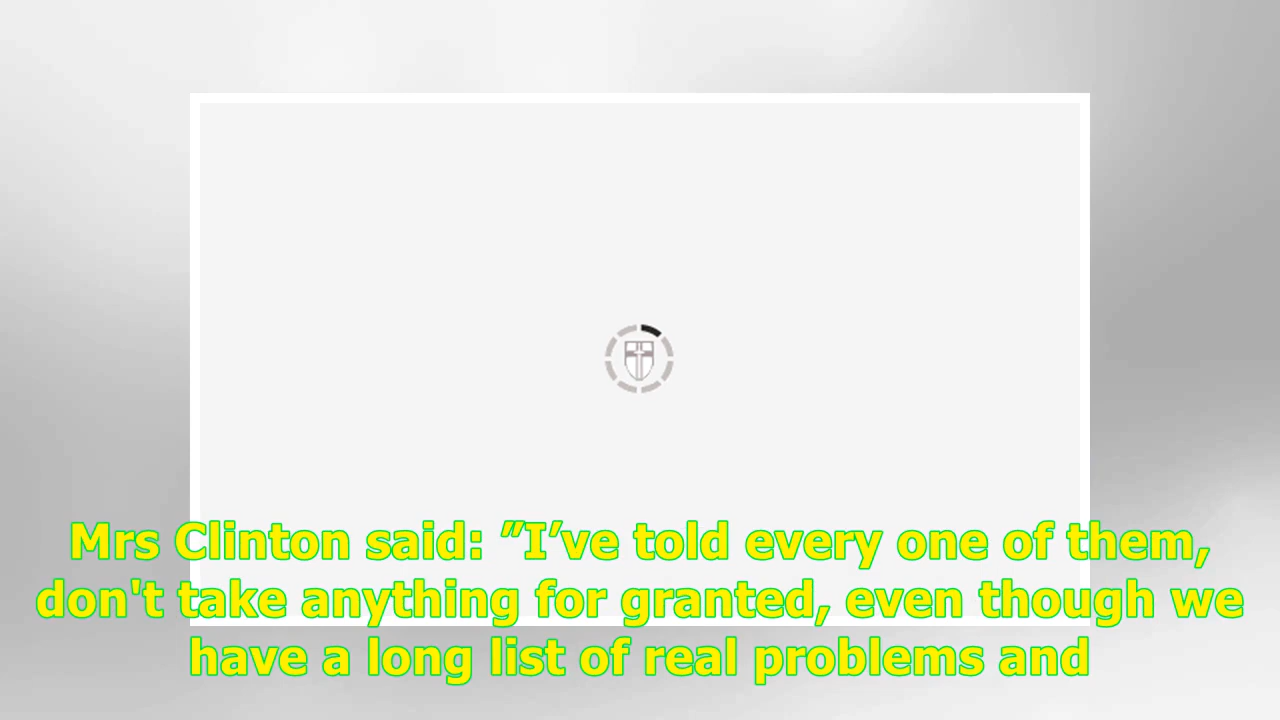 Mrs Clinton said: ”I’ve told every one of them,
don't take anything for granted, even though we
have a long list of real problems and